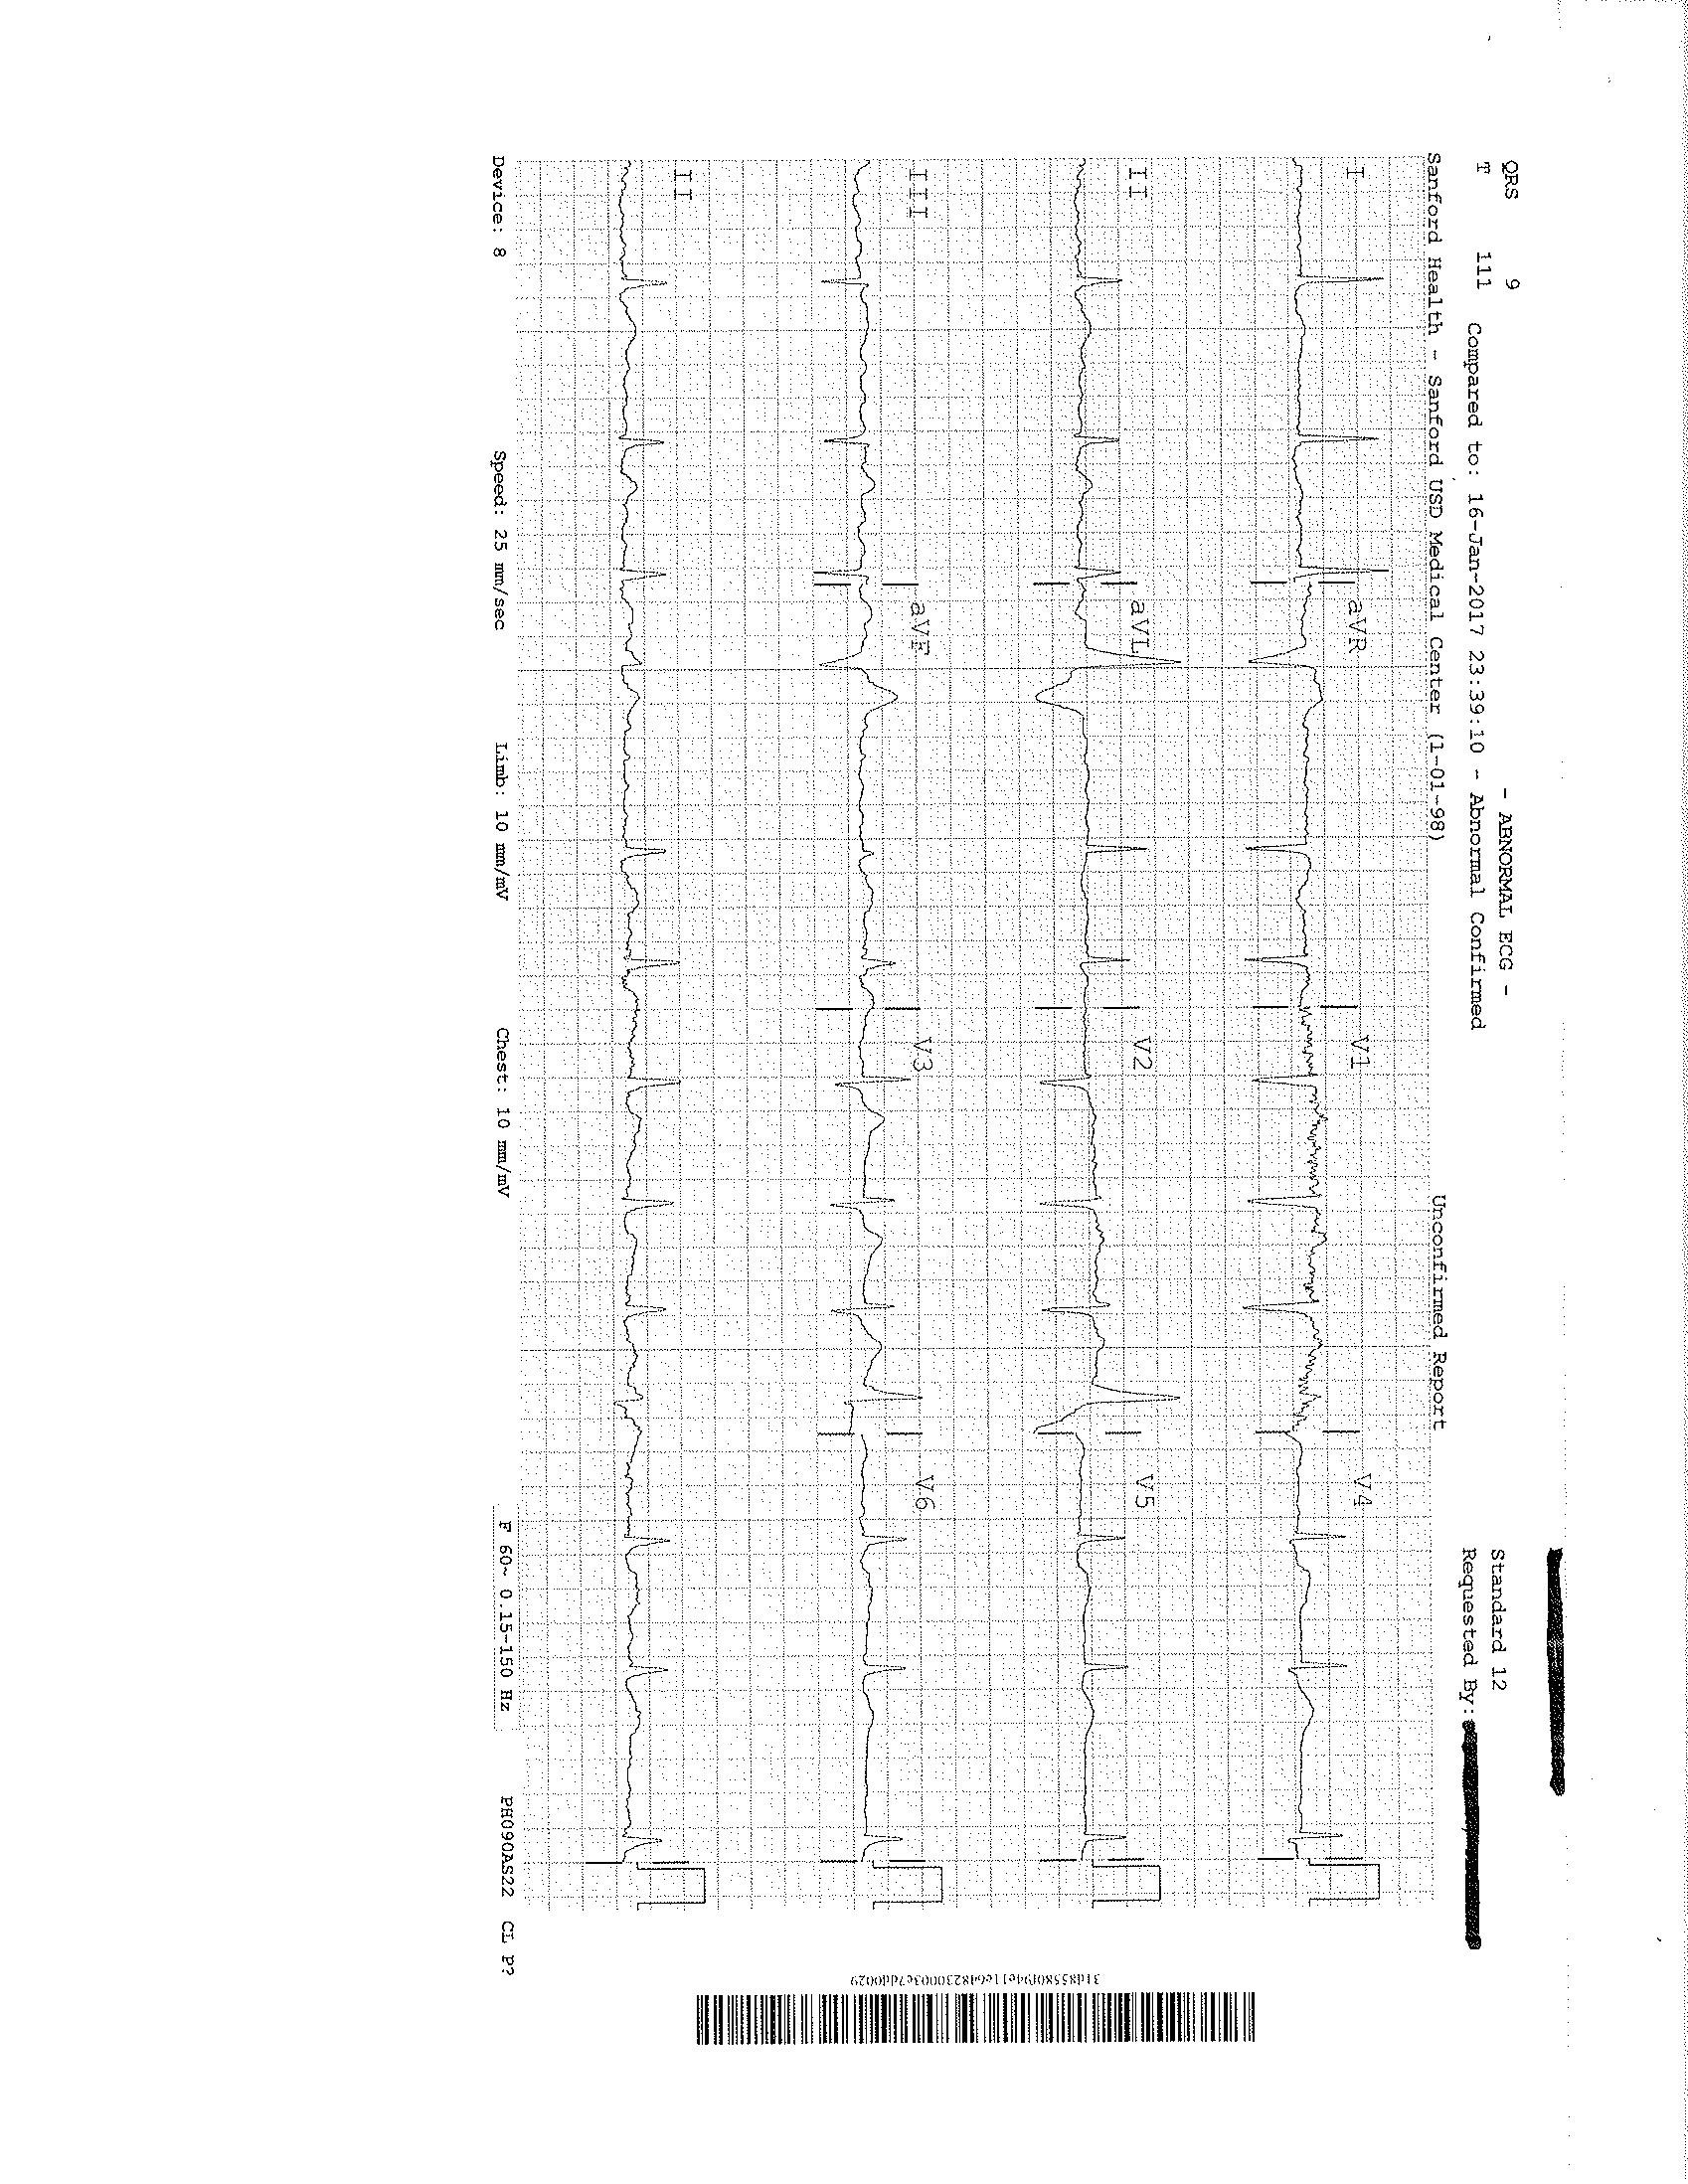 Standard 12
QRS 9 - ABNORMAL ECG -
T 111 Compared to: 16-Jan-2017 23:39:10 - Abnormal Confirmed Requested By:
Sanford Health - Sanford USD Medical Center (1-01-98) Unconfirmed Report
I aVR V1 V4
II aVL V2 V5
III aVF V3 V6
II
Device: 8 Speed: 25 mm/sec Limb: 10 mm/mV Chest: 10 mm/mV F 60~ 0.15-150 Hz PH090AS22 CL P?